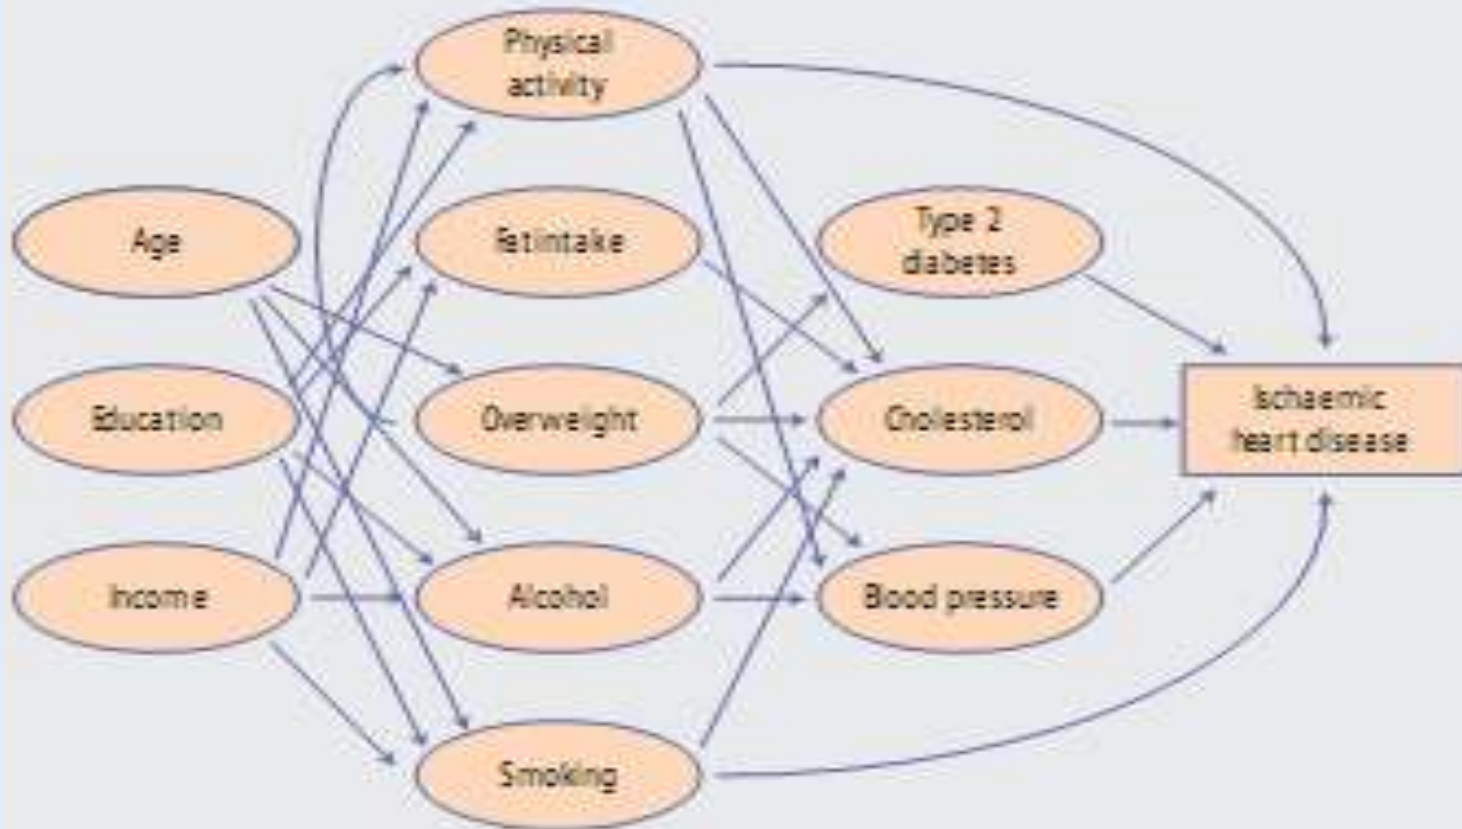 Physical
activity
Age
Fat intake
Type 2
diabetes
Education
Overweight
Cholesterol
Ischaemic
heart disease
Income
Alcohol
Blood pressure
Smoking